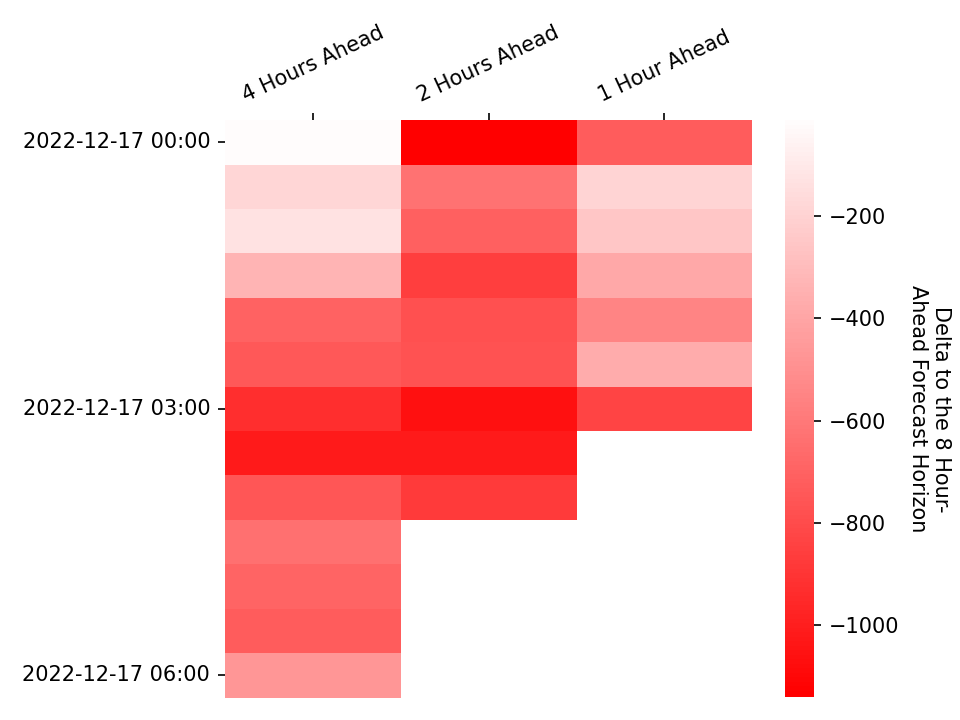 4 Hours Ahead
2 Hours Ahead
1 Hour Ahead
2022-12-17 00:00
2022-12-17 03:00
2022-12-17 06:00
−200
−400
−600
−800
−1000
Delta to the 8 Hour-
Ahead Forecast Horizon